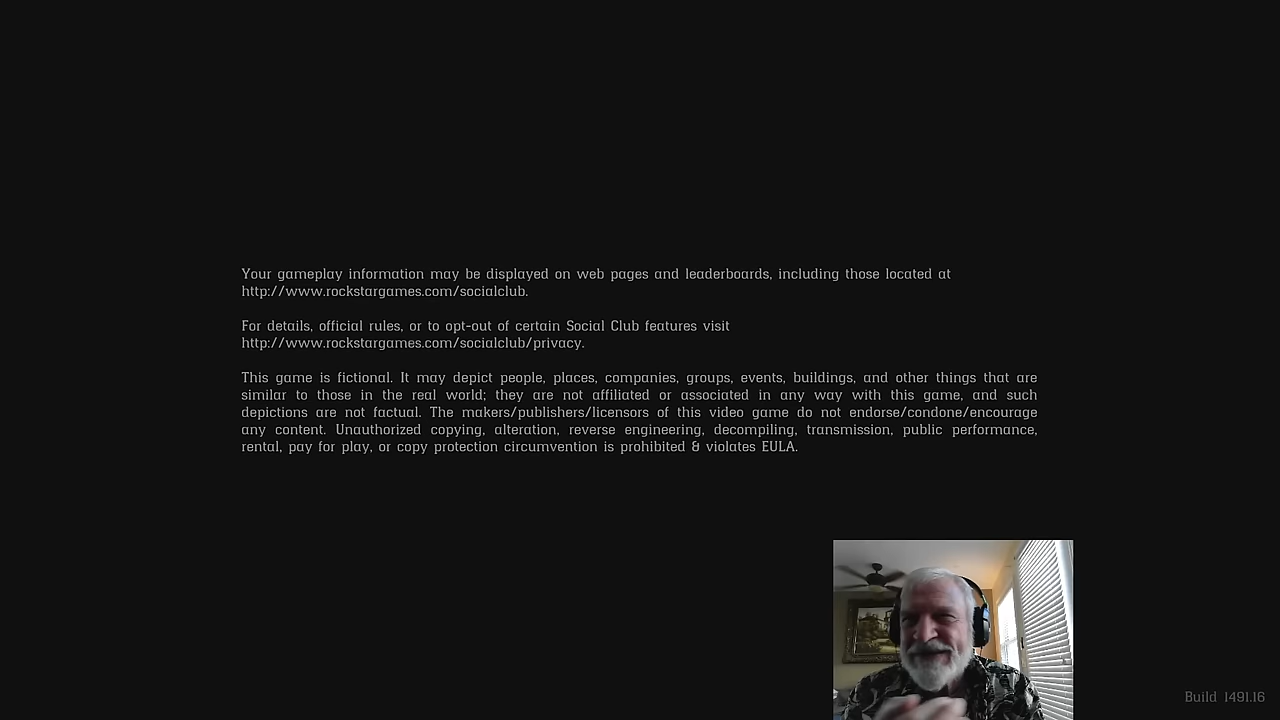 Your gameplay information may be displayed on web pages and leaderboards, including those located at
http://www.rockstargames.com/socialclub.
For details, official rules, or to opt-out of certain Social Club features visit
http://www.rockstargames.com/socialclub/privacy.
This game is fictional. It may depict people, places, companies, groups, events, buildings, and other things that are
similar to those in the real world; they are not affiliated or associated in any way with this game, and such
depictions are not factual. The makers/publishers/licensors of this video game do not endorse/condone/encourage
any content. Unauthorized copying, alteration, reverse engineering, decompiling, transmission, public performance,
rental, pay for play, or copy protection circumvention is prohibited & violates EULA.
Build 1491.16